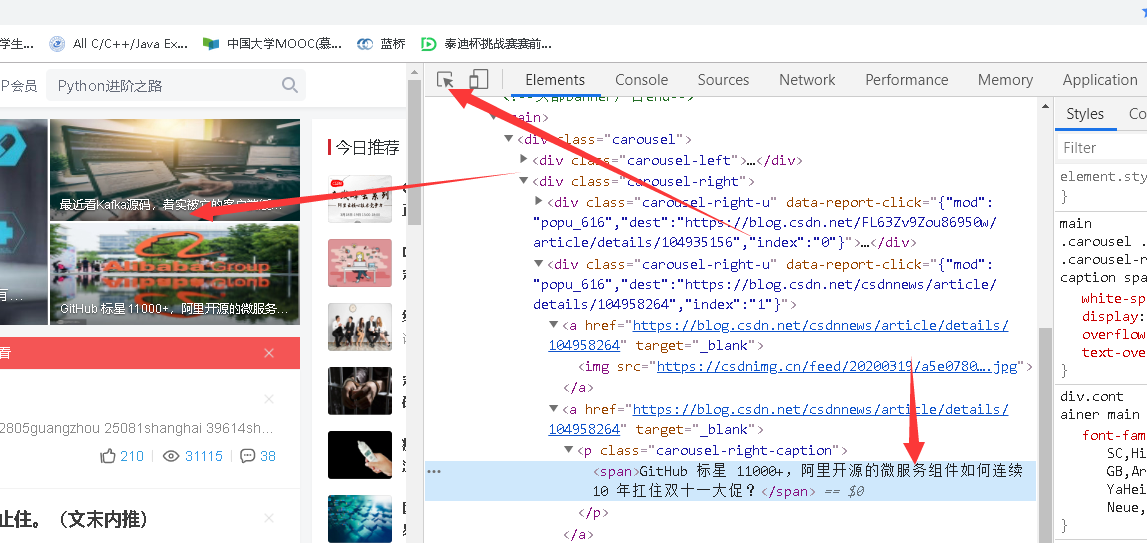 学生...
All C/C++/Java Ex...
中国大学MOOC(慕...
蓝桥
泰迪杯挑战赛赛前...
P会员
Python进阶之路
Elements
Console
Sources
Network
Performance
Memory
Application
今日推荐
最近看Kafka源码，着实被它的客户端
有...
GitHub 标星 11000+，阿里开源的微服务...
Alibaba Group
看
2805guangzhou 25081shanghai 39614sh...
210
31115
38
止住。（文末内推）
main>
<div class="carousel">
<div class="carousel-left">…</div>
<div class="carousel-right">
<div class="carousel-right-u" data-report-click="{"mod":
"popu_616","dest":"https://blog.csdn.net/FL63Zv9Zou86950w/
article/details/104935156","index":"0"}">…</div>
<div class="carousel-right-u" data-report-click="{"mod":
"popu_616","dest":"https://blog.csdn.net/csdnnews/article/
details/104958264","index":"1"}">
<a href="https://blog.csdn.net/csdnnews/article/details/
104958264" target="_blank">
<img src="https://csdnimg.cn/feed/20200319/a5e0780….jpg">
</a>
<a href="https://blog.csdn.net/csdnnews/article/details/
104958264" target="_blank">
<p class="carousel-right-caption">
<span>GitHub 标星 11000+，阿里开源的微服务组件如何连续
10 年扛住双十一大促？</span> == $0
</p>
</a>
Styles
Co
Filter
element.sty
}
main
.carousel .
.carousel-r
caption spa
white-sp
display:
overflow
text-ove
}
div.cont
ainer main
font-fam
SC,Hi
GB,Ar
YaHei
Neue,
}